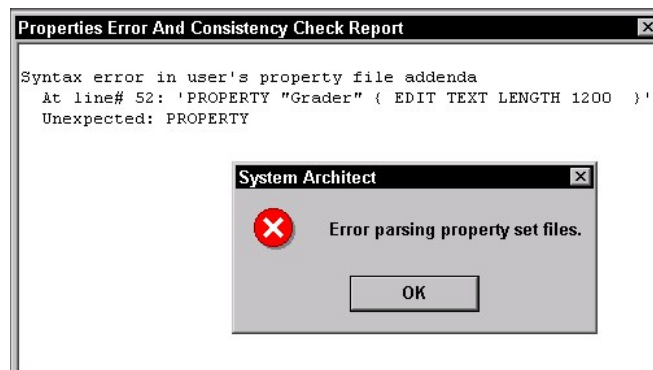 Properties Error And Consistency Check Report
Syntax error in user's property file addenda
At line# 52: 'PROPERTY "Grader" { EDIT TEXT LENGTH 1200 }'
Unexpected: PROPERTY
System Architect
Error parsing property set files.
OK